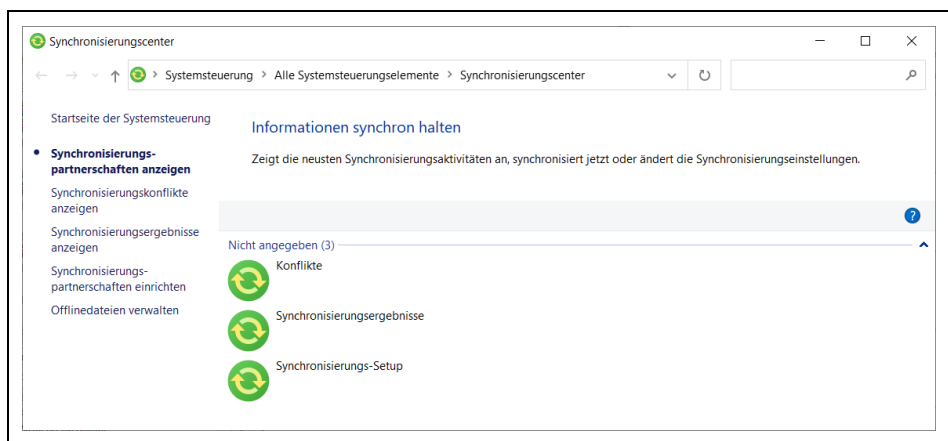 Synchronisierungscenter
Systemsteuerung > Alle Systemsteuerungselemente > Synchronisierungscenter
Startseite der Systemsteuerung
Synchronisierungs-
partnerschaften anzeigen
Synchronisierungskonflikte
anzeigen
Synchronisierungsergebnisse
anzeigen
Synchronisierungs-
partnerschaften einrichten
Offlinedateien verwalten
Informationen synchron halten
Zeigt die neusten Synchronisierungsaktivitäten an, synchronisiert jetzt oder ändert die Synchronisierungseinstellungen.
?
Nicht angegeben (3)
Konflikte
Synchronisierungsergebnisse
Synchronisierungs-Setup